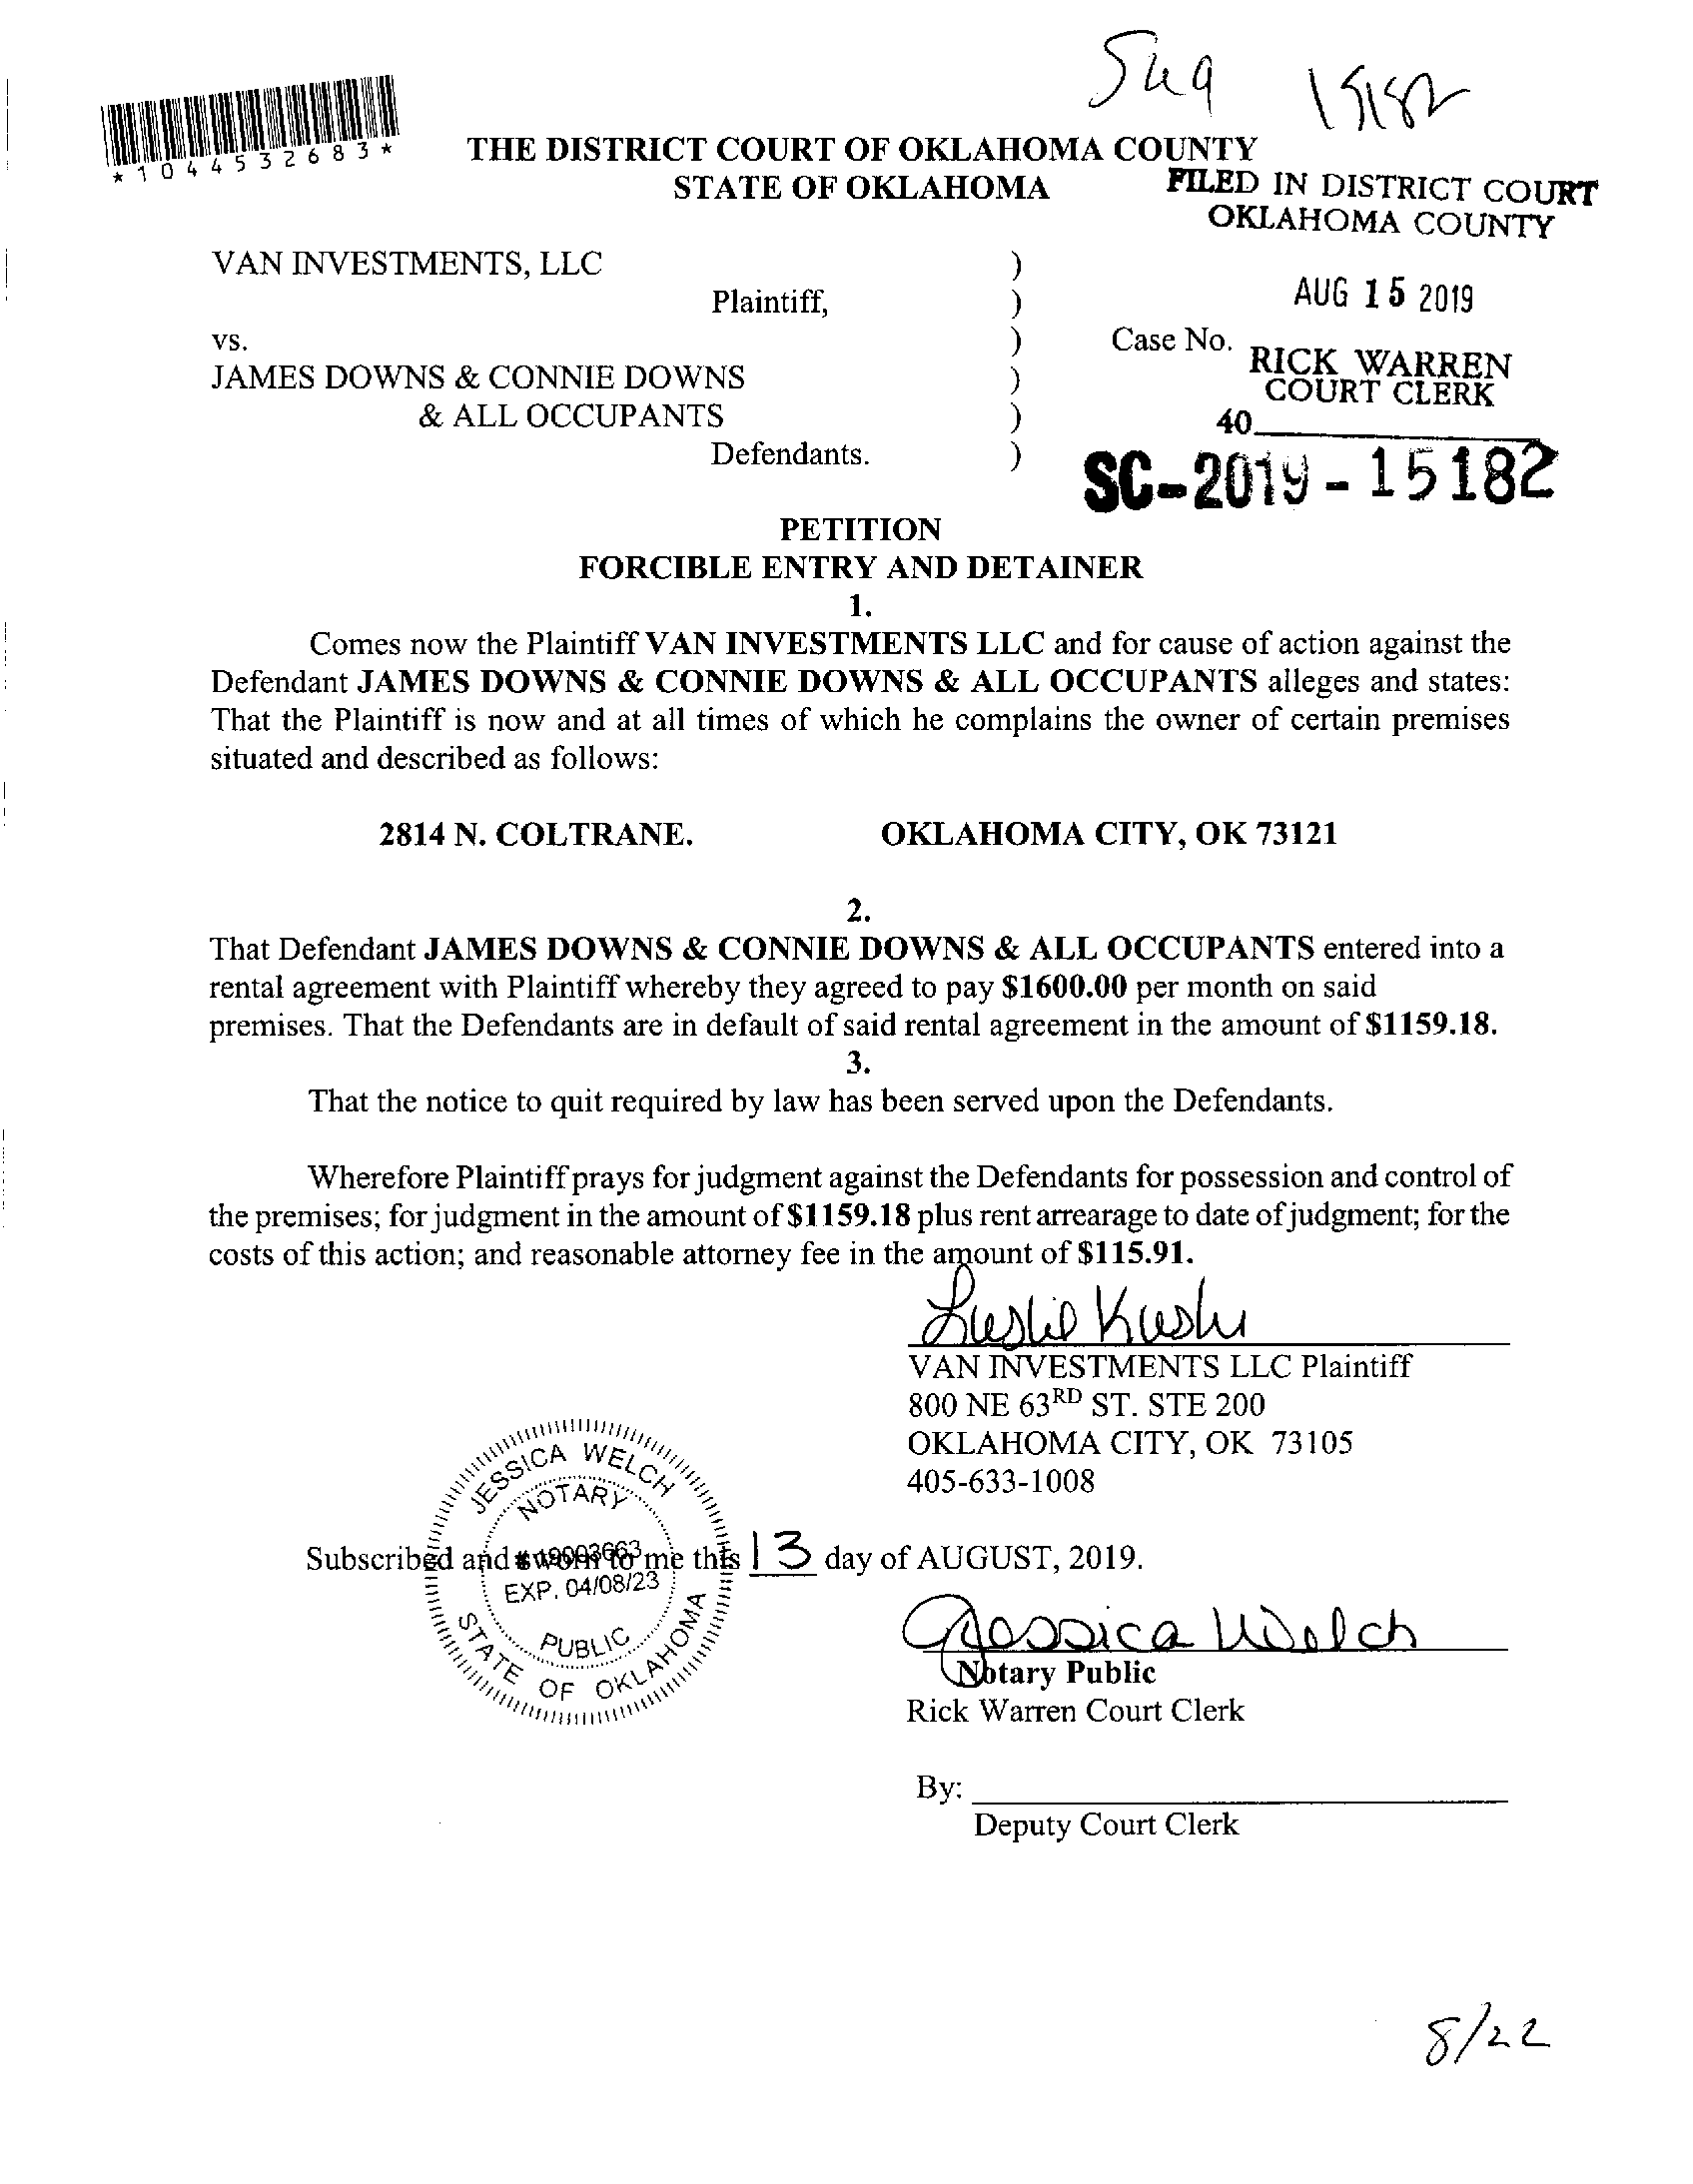 *1044532683*
15182
THE DISTRICT COURT OF OKLAHOMA COUNTY
STATE OF OKLAHOMA
FILED IN DISTRICT COURT
OKLAHOMA COUNTY
VAN INVESTMENTS, LLC )
Plaintiff, )
AUG 15 2019
vs. ) Case No.
RICK WARREN
COURT CLERK
JAMES DOWNS & CONNIE DOWNS )
& ALL OCCUPANTS )
40
Defendants. )
SC-2019-15182
PETITION
FORCIBLE ENTRY AND DETAINER
1.
Comes now the Plaintiff VAN INVESTMENTS LLC and for cause of action against the
Defendant JAMES DOWNS & CONNIE DOWNS & ALL OCCUPANTS alleges and states:
That the Plaintiff is now and at all times of which he complains the owner of certain premises
situated and described as follows:
2814 N. COLTRANE. OKLAHOMA CITY, OK 73121
2.
That Defendant JAMES DOWNS & CONNIE DOWNS & ALL OCCUPANTS entered into a
rental agreement with Plaintiff whereby they agreed to pay $1600.00 per month on said
premises. That the Defendants are in default of said rental agreement in the amount of $1159.18.
3.
That the notice to quit required by law has been served upon the Defendants.
Wherefore Plaintiff prays for judgment against the Defendants for possession and control of
the premises; for judgment in the amount of $1159.18 plus rent arrearage to date of judgment; for the
costs of this action; and reasonable attorney fee in the amount of $115.91.
VAN INVESTMENTS LLC Plaintiff
800 NE 63RD ST. STE 200
OKLAHOMA CITY, OK 73105
405-633-1008
JESSICA WELCH
NOTARY
# 19003663
EXP. 04/08/23
PUBLIC
STATE OF OKLAHOMA
Subscribed and sworn to me this 13 day of AUGUST, 2019.
Jessica Welch
Notary Public
Rick Warren Court Clerk
By:
Deputy Court Clerk
8/22